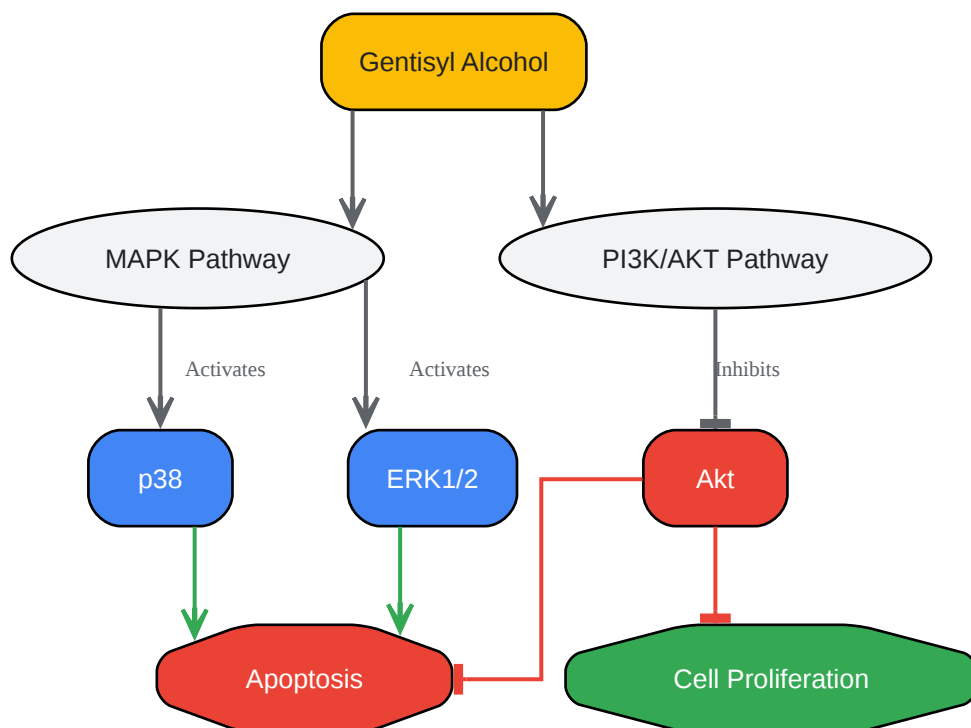 Gentisyl Alcohol
MAPK Pathway
PI3K/AKT Pathway
Activates
Activates
Inhibits
p38
ERK1/2
Akt
Apoptosis
Cell Proliferation